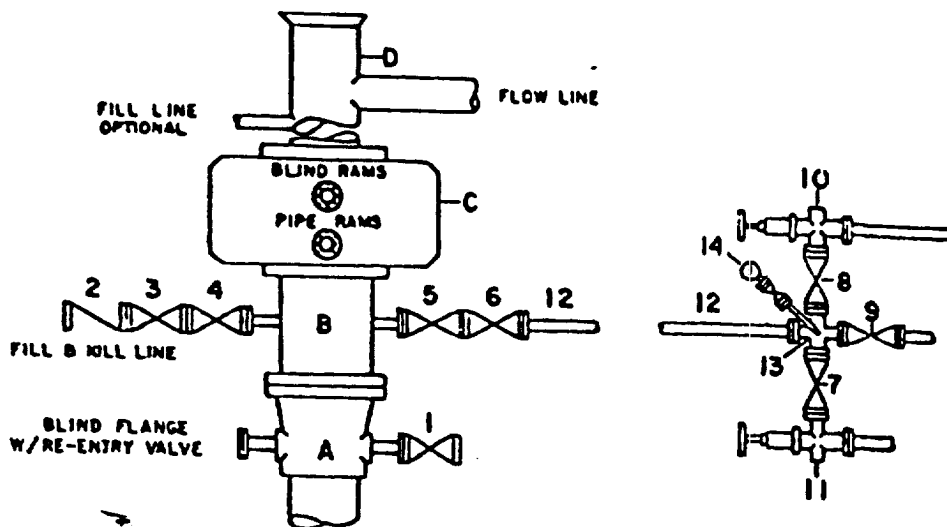 D
FLOW LINE
FILL LINE
OPTIONAL
BLIND RAMS
C
PIPE RAMS
10
14
8
2 3 4 5 6 12
B
12
9
FILL & KILL LINE
13
7
BLIND FLANGE
W/RE-ENTRY VALVE
A
1
11